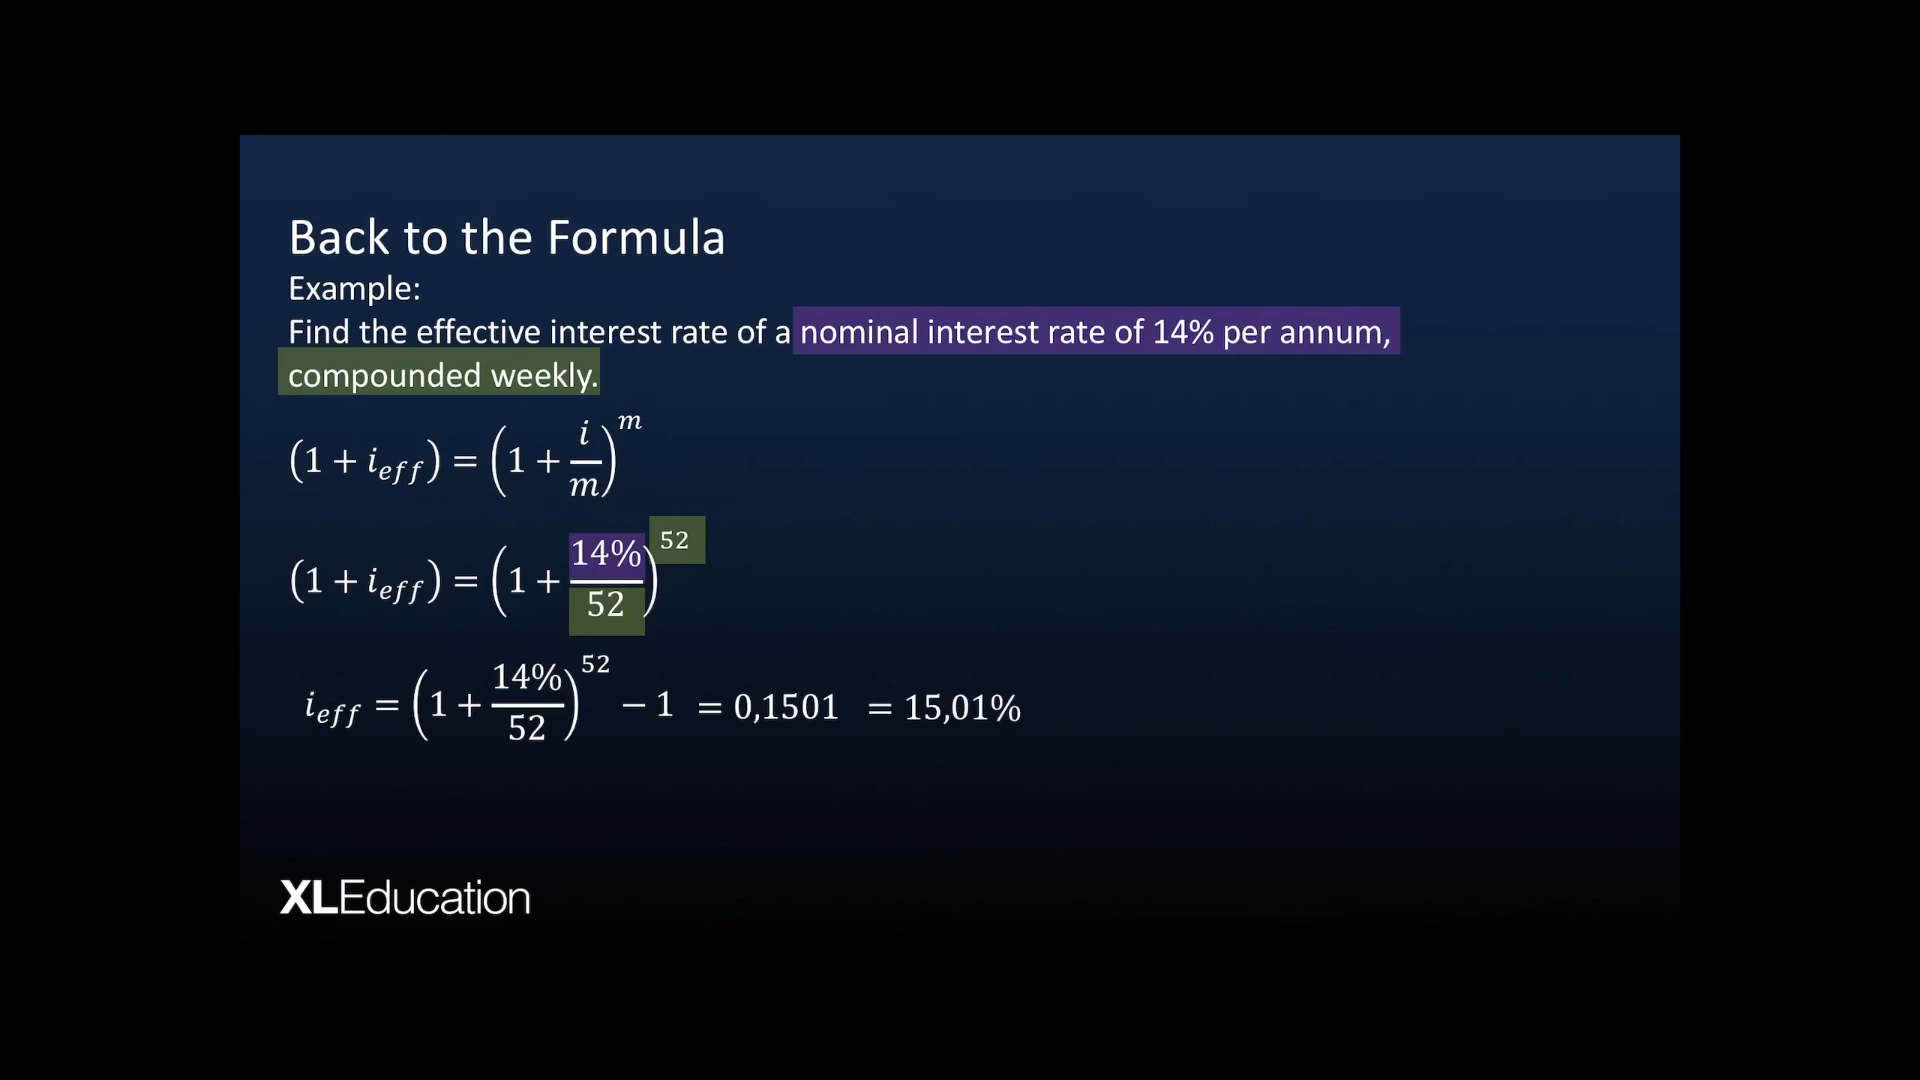 Back to the Formula
Example:
Find the effective interest rate of a nominal interest rate of 14% per annum,
compounded weekly.
(1 + i_eff) = (1 + i/m)^m
(1 + i_eff) = (1 + 14%/52)^52
i_eff = (1 + 14%/52)^52 − 1 = 0,1501 = 15,01%
XLEducation